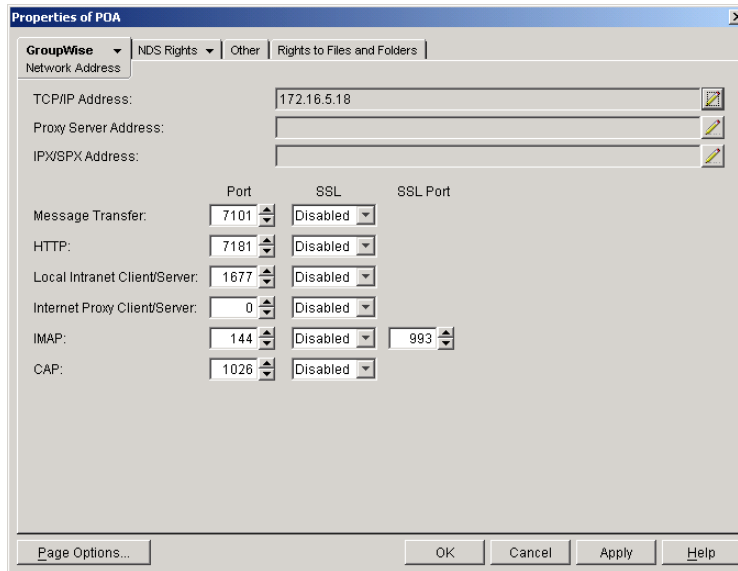 Properties of POA
GroupWise NDS Rights Other Rights to Files and Folders
Network Address
TCP/IP Address: 172.16.5.18
Proxy Server Address:
IPX/SPX Address:
Port SSL SSL Port
Message Transfer: 7101 Disabled
HTTP: 7181 Disabled
Local Intranet Client/Server: 1677 Disabled
Internet Proxy Client/Server: 0 Disabled
IMAP: 144 Disabled 993
CAP: 1026 Disabled
Page Options... OK Cancel Apply Help